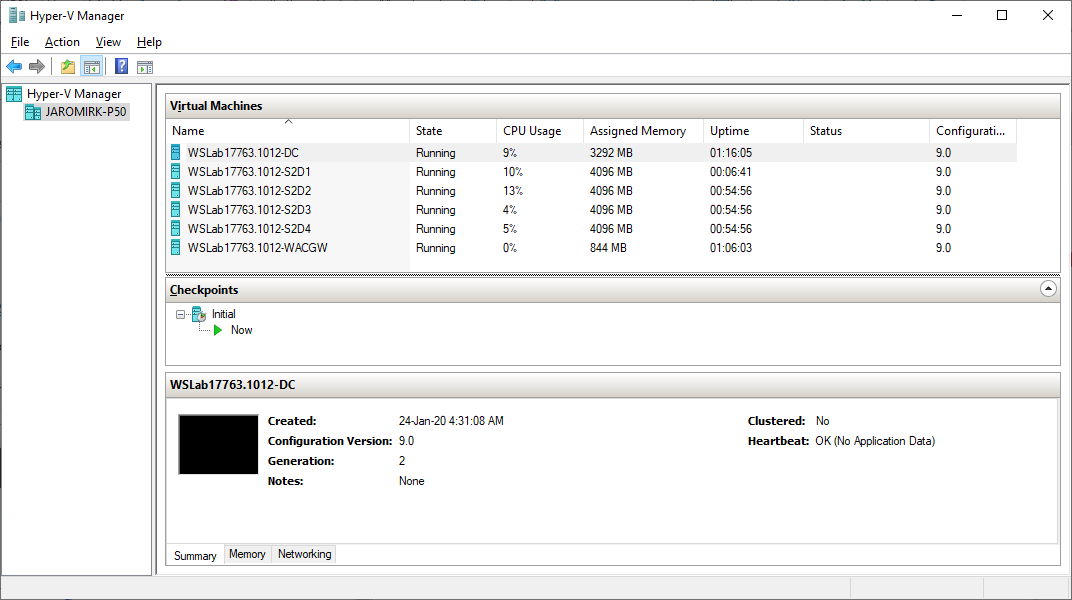 Hyper-V Manager
File Action View Help
Hyper-V Manager
JAROMIRK-P50
Virtual Machines
Name State CPU Usage Assigned Memory Uptime Status Configurati...
WSLab17763.1012-DC Running 9% 3292 MB 01:16:05 9.0
WSLab17763.1012-S2D1 Running 10% 4096 MB 00:06:41 9.0
WSLab17763.1012-S2D2 Running 13% 4096 MB 00:54:56 9.0
WSLab17763.1012-S2D3 Running 4% 4096 MB 00:54:56 9.0
WSLab17763.1012-S2D4 Running 5% 4096 MB 00:54:56 9.0
WSLab17763.1012-WACGW Running 0% 844 MB 01:06:03 9.0
Checkpoints
Initial
Now
WSLab17763.1012-DC
Created: 24-Jan-20 4:31:08 AM Clustered: No
Configuration Version: 9.0 Heartbeat: OK (No Application Data)
Generation: 2
Notes: None
Summary Memory Networking